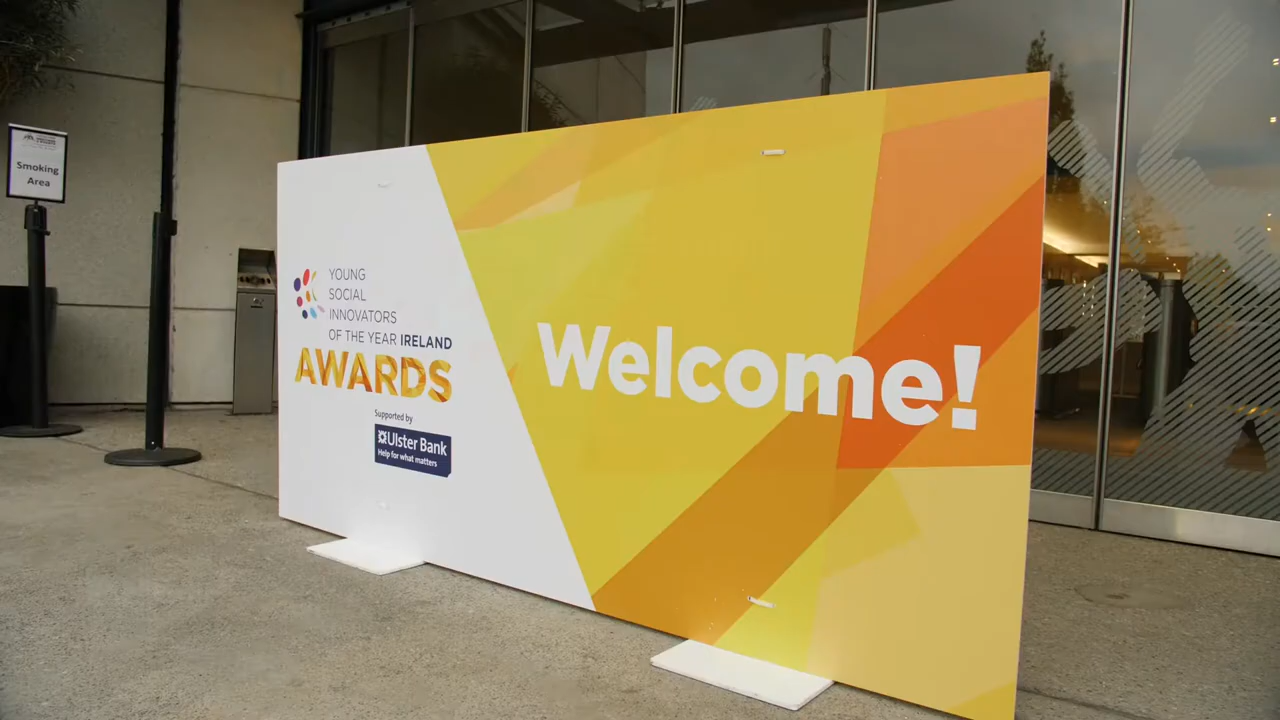 Smoking
Area
YOUNG
SOCIAL
INNOVATORS
OF THE YEAR IRELAND
AWARDS
Supported by
Ulster Bank
Help for what matters
Welcome!